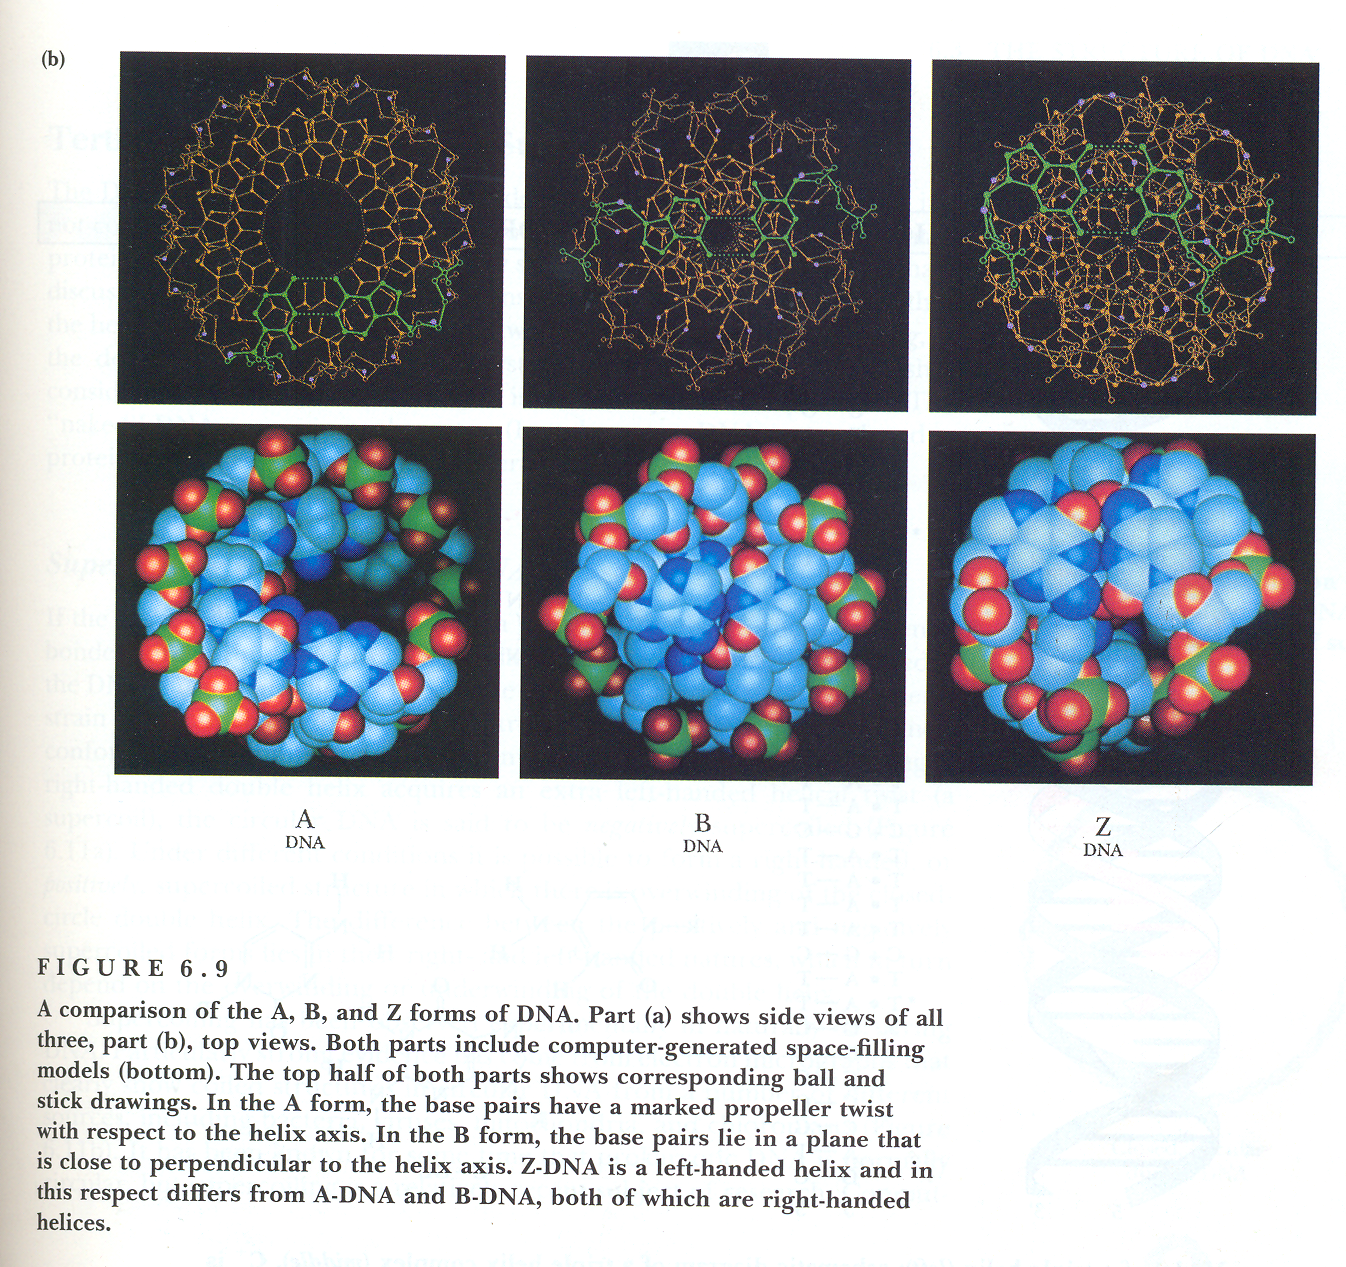 (b)
A
DNA
B
DNA
Z
DNA
FIGURE 6.9
A comparison of the A, B, and Z forms of DNA. Part (a) shows side views of all
three, part (b), top views. Both parts include computer-generated space-filling
models (bottom). The top half of both parts shows corresponding ball and
stick drawings. In the A form, the base pairs have a marked propeller twist
with respect to the helix axis. In the B form, the base pairs lie in a plane that
is close to perpendicular to the helix axis. Z-DNA is a left-handed helix and in
this respect differs from A-DNA and B-DNA, both of which are right-handed
helices.